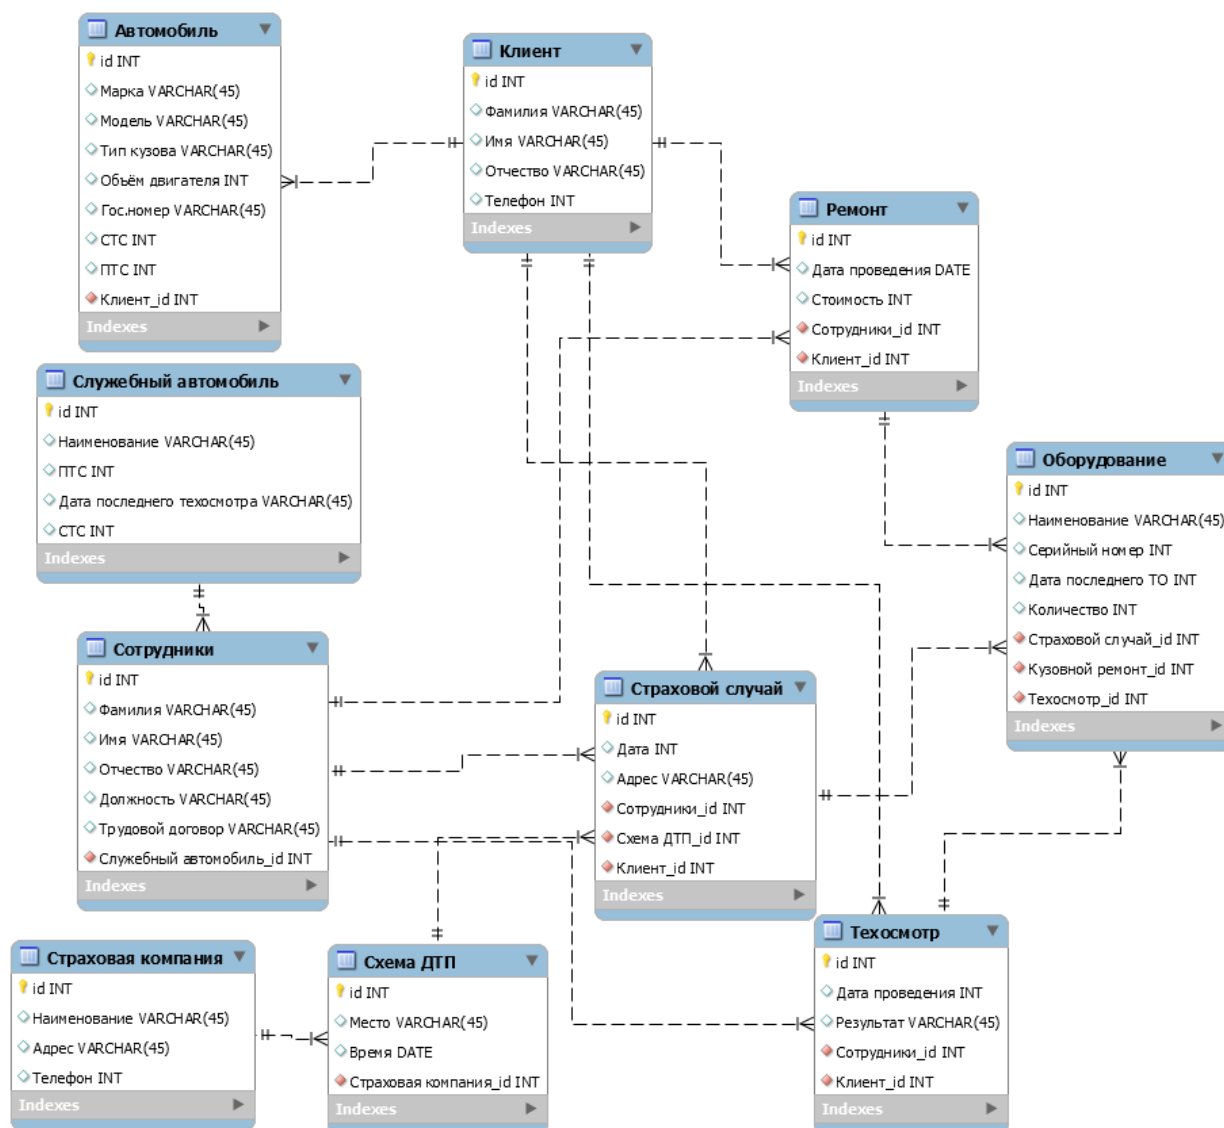 Автомобиль
id INT
Марка VARCHAR(45)
Модель VARCHAR(45)
Тип кузова VARCHAR(45)
Объём двигателя INT
Гос.номер VARCHAR(45)
СТС INT
ПТС INT
Клиент_id INT
Indexes
Клиент
id INT
Фамилия VARCHAR(45)
Имя VARCHAR(45)
Отчество VARCHAR(45)
Телефон INT
Indexes
Ремонт
id INT
Дата проведения DATE
Стоимость INT
Сотрудники_id INT
Клиент_id INT
Indexes
Служебный автомобиль
id INT
Наименование VARCHAR(45)
ПТС INT
Дата последнего техосмотра VARCHAR(45)
СТС INT
Indexes
Оборудование
id INT
Наименование VARCHAR(45)
Серийный номер INT
Дата последнего ТО INT
Количество INT
Страховой случай_id INT
Кузовной ремонт_id INT
Техосмотр_id INT
Indexes
Сотрудники
id INT
Фамилия VARCHAR(45)
Имя VARCHAR(45)
Отчество VARCHAR(45)
Должность VARCHAR(45)
Трудовой договор VARCHAR(45)
Служебный автомобиль_id INT
Indexes
Страховой случай
id INT
Дата INT
Адрес VARCHAR(45)
Сотрудники_id INT
Схема ДТП_id INT
Клиент_id INT
Indexes
Страховая компания
id INT
Наименование VARCHAR(45)
Адрес VARCHAR(45)
Телефон INT
Indexes
Схема ДТП
id INT
Место VARCHAR(45)
Время DATE
Страховая компания_id INT
Indexes
Техосмотр
id INT
Дата проведения INT
Результат VARCHAR(45)
Сотрудники_id INT
Клиент_id INT
Indexes